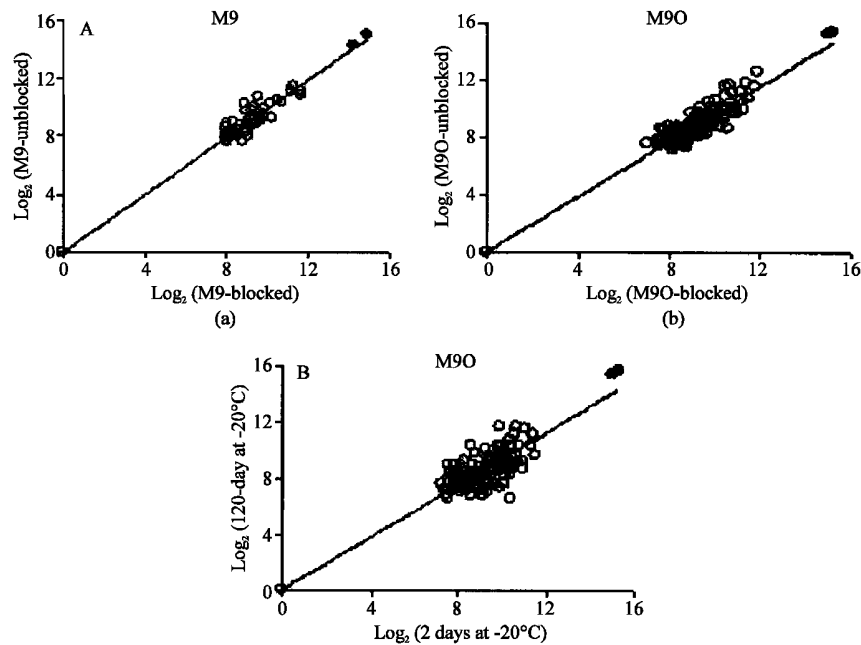 M9
A
16
12
8
4
0
0 4 8 12 16
Log₂ (M9-unblocked)
Log₂ (M9-blocked)
(a)
M9O
16
12
8
4
0
0 4 8 12 16
Log₂ (M9O-unblocked)
Log₂ (M9O-blocked)
(b)
M9O
B
16
12
8
4
0
0 4 8 12 16
Log₂ (120-day at -20°C)
Log₂ (2 days at -20°C)